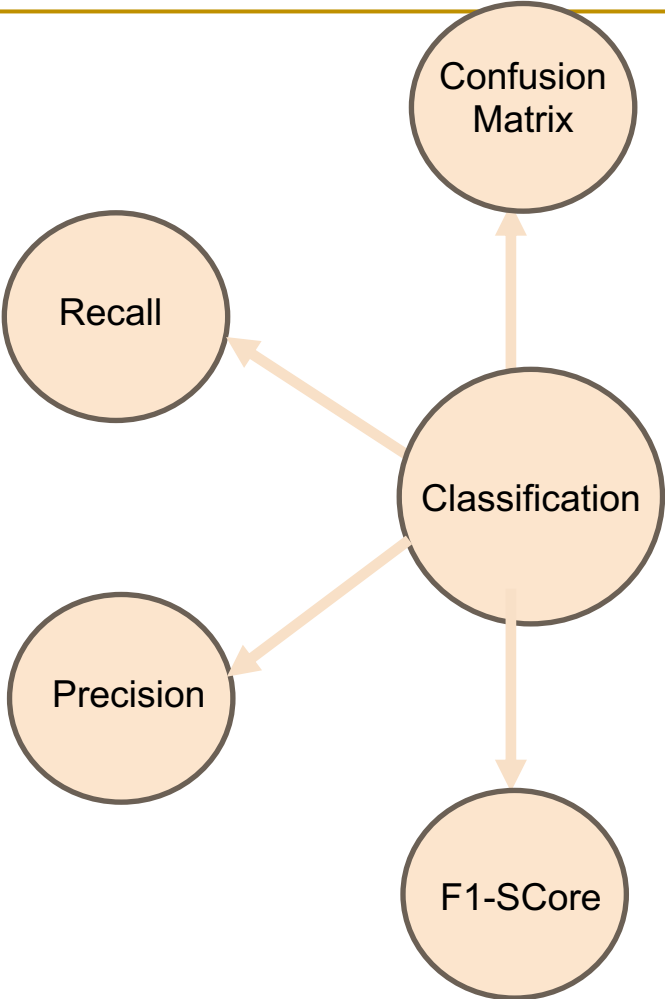 Confusion
Matrix
Recall
Classification
Precision
F1-SCore